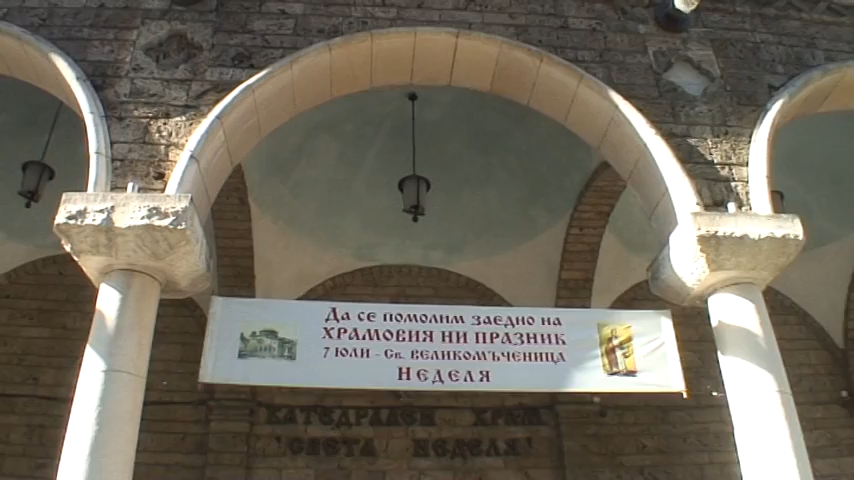 Да се помолим заедно на
храмовия ни празник
7 юли - Св. великомъченица
Неделя
КАТЕДРАЛЕН ХРАМ
"СВЕТА НЕДЕЛЯ"